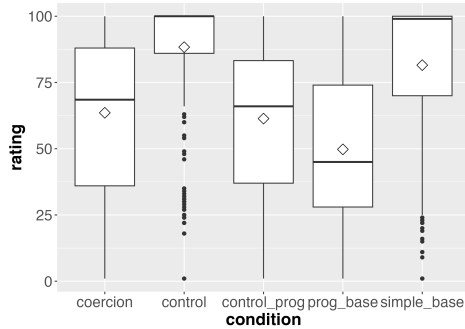 100
75
50
25
0
rating
coercion control control_prog prog_base simple_base
condition